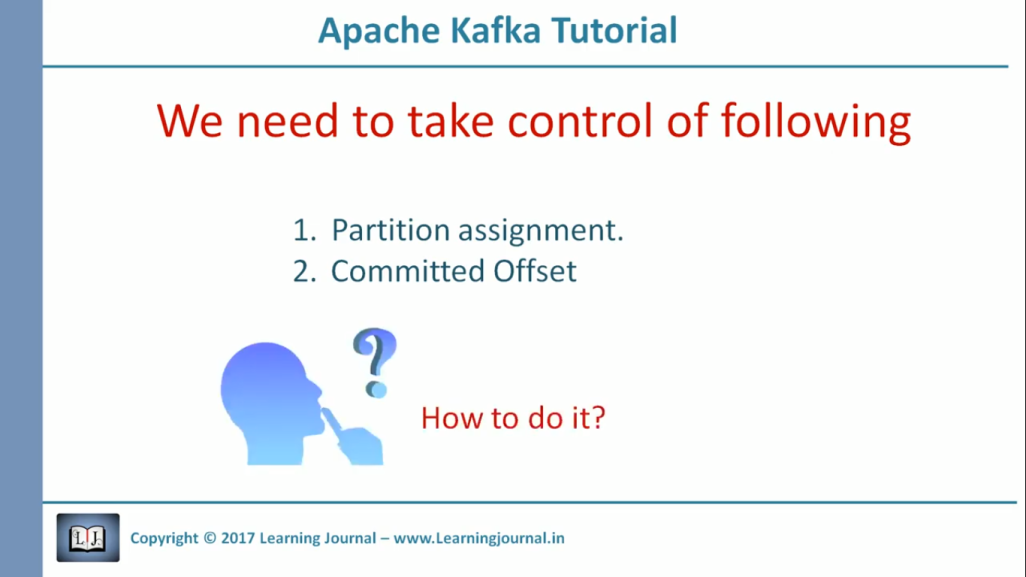 Apache Kafka Tutorial
We need to take control of following
1. Partition assignment.
2. Committed Offset
?
How to do it?
L J
Copyright © 2017 Learning Journal – www.Learningjournal.in